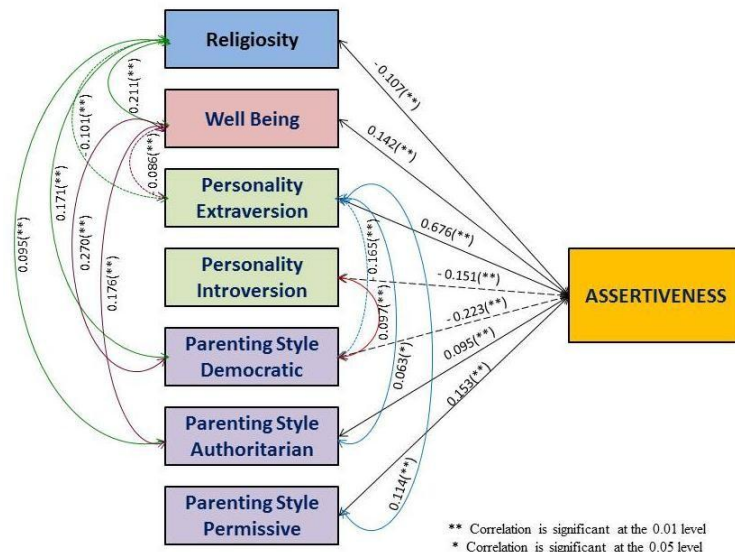 Religiosity
- 0.107(**)
0.211(**)
- 0.101(**)
Well Being
0.142(**)
0.086(**)
0.171(**)
Personality
Extraversion
0.676(**)
0.095(**)
0.270(**)
- 0.165(**)
0.176(**)
Personality
Introversion
- 0.151(**)
ASSERTIVENESS
0.097(**)
- 0.223(**)
Parenting Style
Democratic
0.063(*)
0.095(**)
Parenting Style
Authoritarian
0.153(**)
0.114(**)
Parenting Style
Permissive
** Correlation is significant at the 0.01 level
* Correlation is significant at the 0.05 level